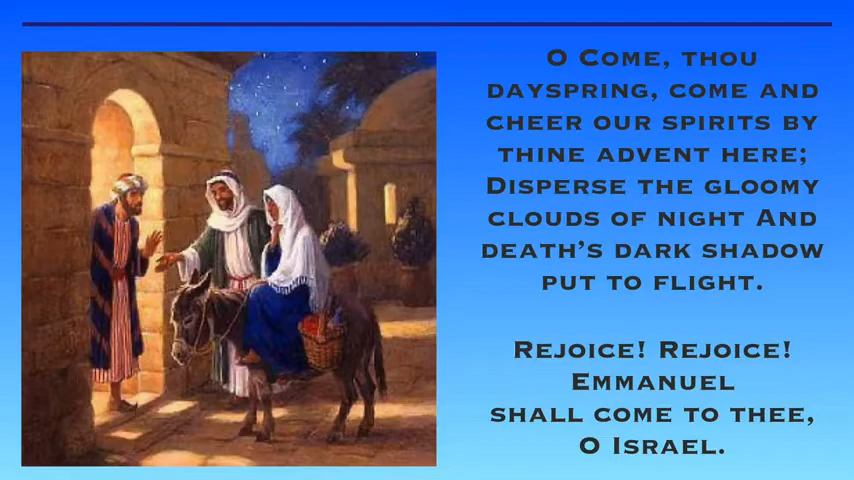 O Come, thou
dayspring, come and
cheer our spirits by
thine advent here;
Disperse the gloomy
clouds of night And
death's dark shadow
put to flight.
Rejoice! Rejoice!
Emmanuel
shall come to thee,
O Israel.